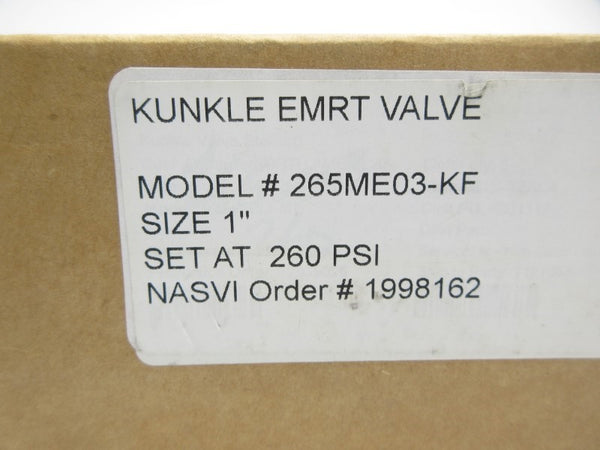 KUNKLE EMRT VALVE
MODEL # 265ME03-KF
SIZE 1"
SET AT 260 PSI
NASVI Order # 1998162